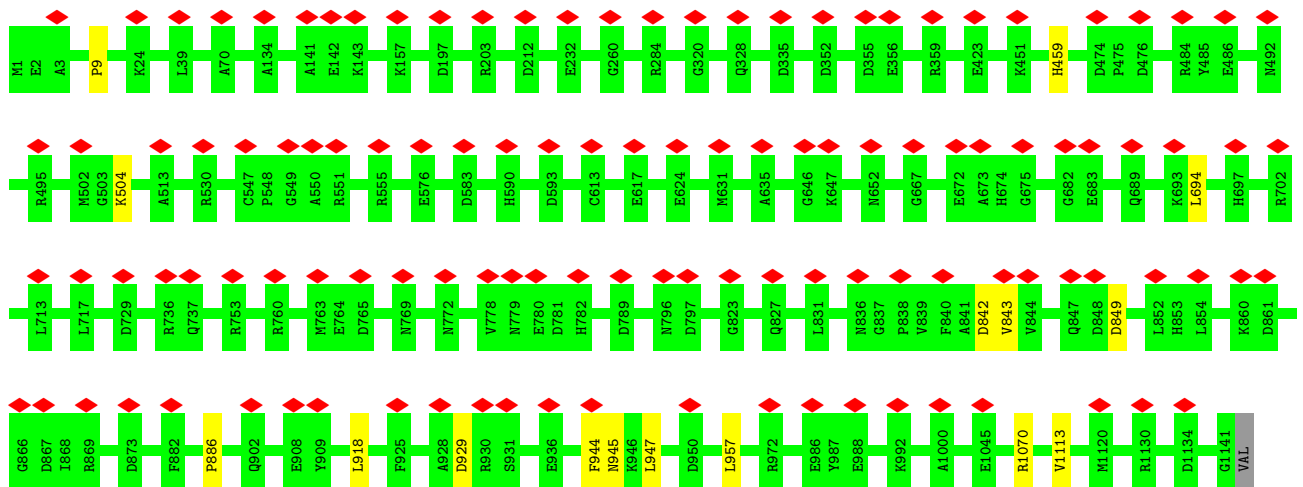 M1 E2 A3 P9 K24 L39 A70 A134 A141 E142 K143 K157 D197 R203 D212 E232 G260 R284 G320 Q328 D335 D352 D355 E356 R359 E423 K451 H459 D474 P475 D476 R484 Y485 E486 N492
R495 M502 G503 K504 A513 R530 C547 P548 G549 A550 R551 R555 E576 D583 H590 D593 C613 E617 E624 M631 A635 G646 K647 N652 G667 E672 A673 H674 G675 G682 E683 Q689 K693 L694 H697 R702
L713 L717 D729 R736 Q737 R753 R760 M763 E764 D765 N769 N772 V778 N779 E780 D781 H782 D789 N796 D797 G823 Q827 L831 N836 G837 P838 V839 F840 A841 D842 V843 V844 Q847 D848 D849 L852 H853 L854 K860 D861
G866 D867 I868 R869 D873 F882 P886 Q902 E908 Y909 L918 F925 A928 D929 R930 S931 E936 F944 N945 K946 L947 D950 L957 R972 E986 Y987 E988 K992 A1000 E1045 R1070 V1113 M1120 R1130 D1134 G1141 VAL